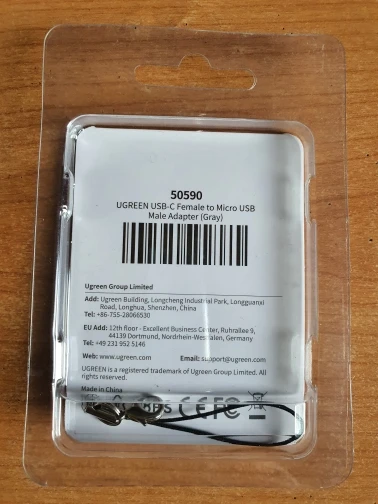 50590
UGREEN USB-C Female to Micro USB
Male Adapter (Gray)
Ugreen Group Limited
Add: Ugreen Building, Longcheng Industrial Park, Longguanxi
Road, Longhua, Shenzhen, China
Tel: +86-755-28066530
EU Add: 12th floor - Excellent Business Center, Ruhrallee 9,
44139 Dortmund, Nordrhein-Westfalen, Germany
Tel: +49 231 952 5146
Web: www.ugreen.com Email: support@ugreen.com
UGREEN is a registered trademark of Ugreen Group Limited. All
rights reserved.
Made in China
CE FC